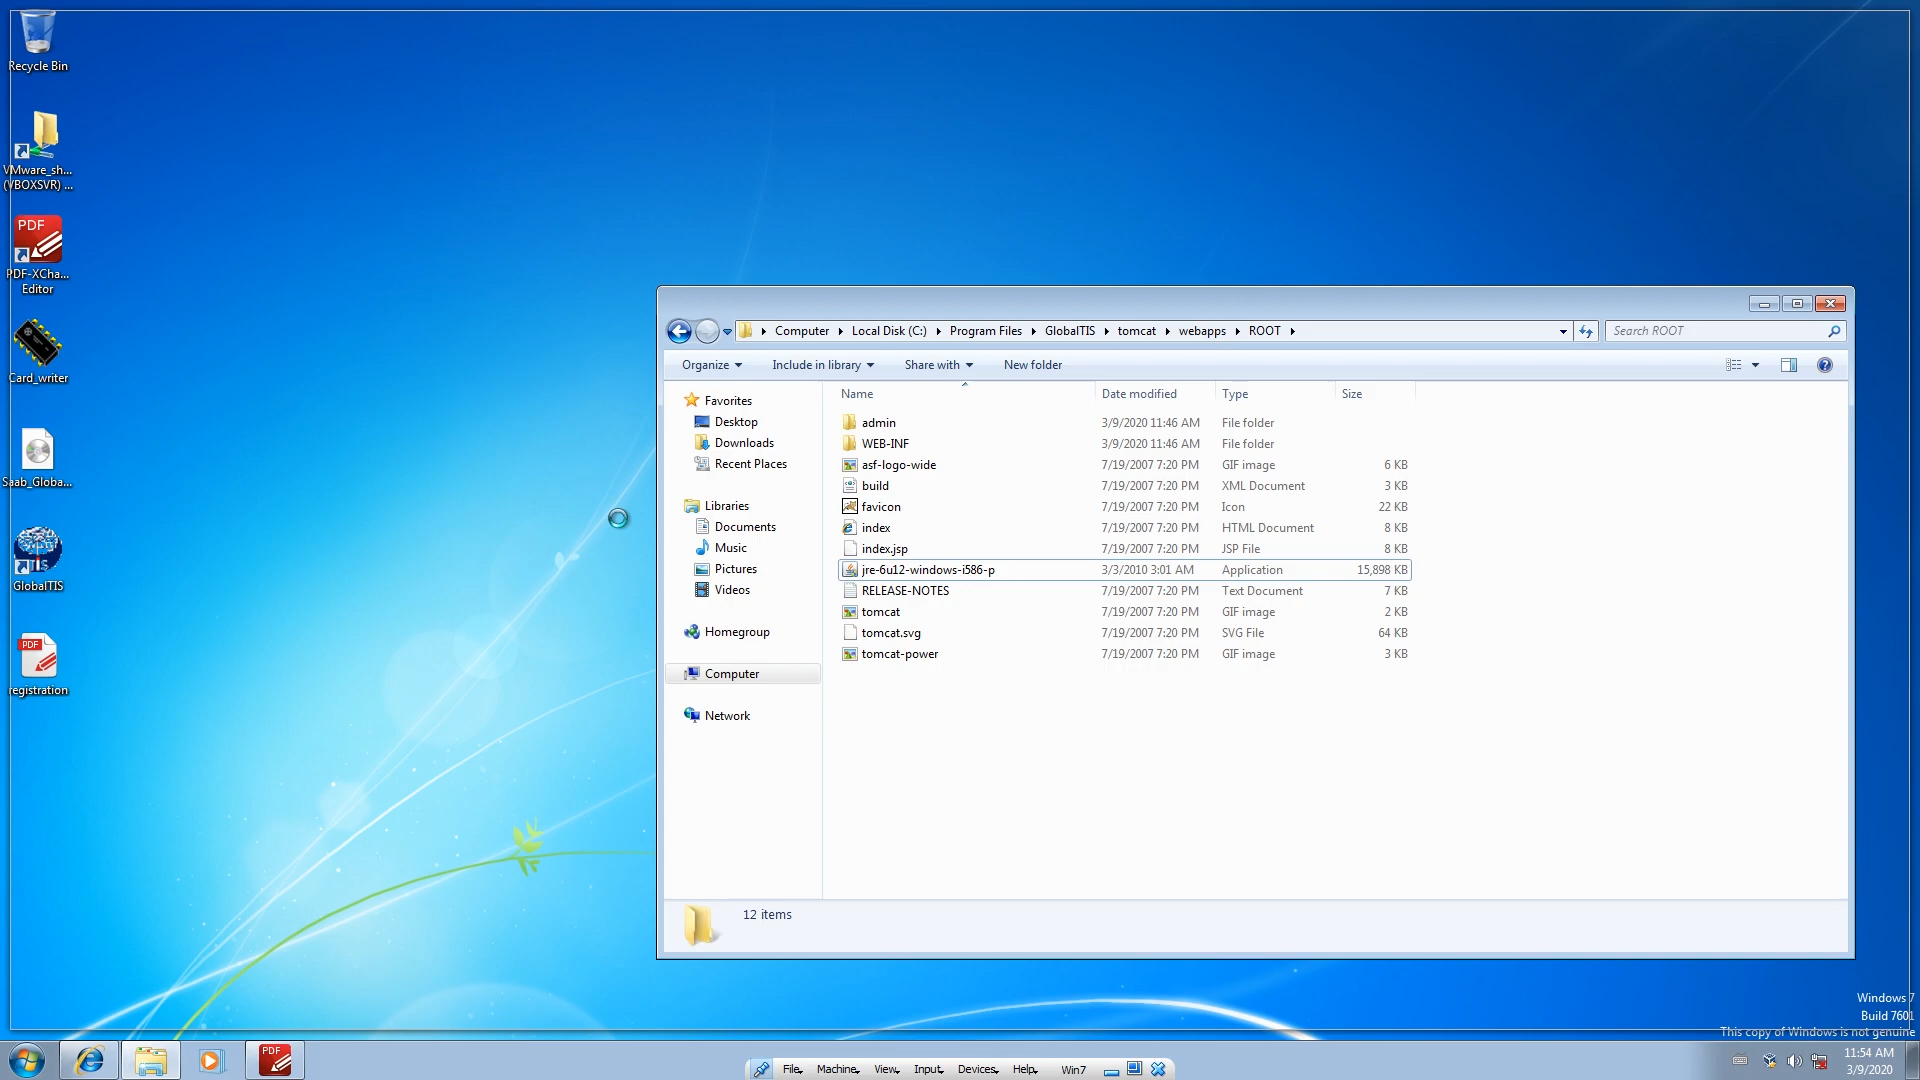 Recycle Bin
VMware_sh...
(VBOXSVR) ...
PDF
PDF-XCha...
Editor
Card_writer
Saab_Globa...
GlobalTIS
PDF
registration
Computer
Local Disk (C:)
Program Files
GlobalTIS
tomcat
webapps
ROOT
Search ROOT
Organize
Include in library
Share with
New folder
Favorites
Desktop
Downloads
Recent Places
Libraries
Documents
Music
Pictures
Videos
Homegroup
Computer
Network
Name Date modified Type Size
admin 3/9/2020 11:46 AM File folder
WEB-INF 3/9/2020 11:46 AM File folder
asf-logo-wide 7/19/2007 7:20 PM GIF image 6 KB
build 7/19/2007 7:20 PM XML Document 3 KB
favicon 7/19/2007 7:20 PM Icon 22 KB
index 7/19/2007 7:20 PM HTML Document 8 KB
index.jsp 7/19/2007 7:20 PM JSP File 8 KB
jre-6u12-windows-i586-p 3/3/2010 3:01 AM Application 15,898 KB
RELEASE-NOTES 7/19/2007 7:20 PM Text Document 7 KB
tomcat 7/19/2007 7:20 PM GIF image 2 KB
tomcat.svg 7/19/2007 7:20 PM SVG File 64 KB
tomcat-power 7/19/2007 7:20 PM GIF image 3 KB
12 items
Windows 7
Build 7601
This copy of Windows is not genuine
PDF
File Machine View Input Devices Help Win7
11:54 AM
3/9/2020